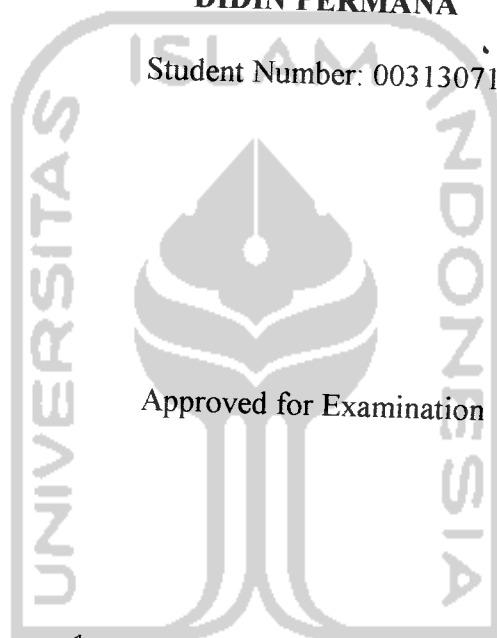 DIDIN PERMANA
Student Number: 00313071
Approved for Examination
UNIVERSITAS
ISLAM
INDONESIA